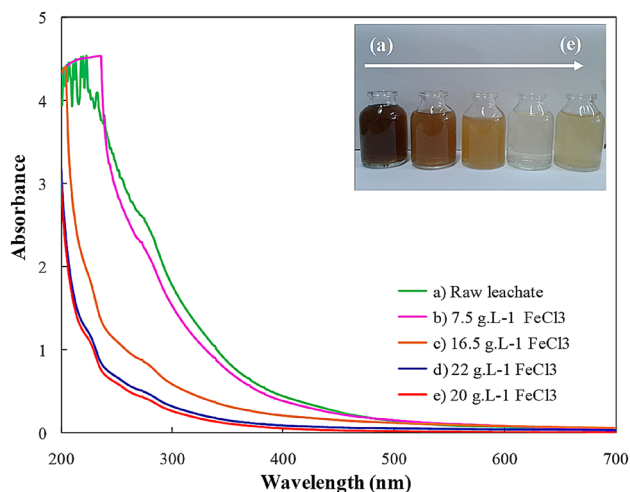 (a)
(e)
5
4
3
2
1
0
Absorbance
a) Raw leachate
b) 7.5 g.L-1 FeCl3
c) 16.5 g.L-1 FeCl3
d) 22 g.L-1 FeCl3
e) 20 g.L-1 FeCl3
200 300 400 500 600 700
Wavelength (nm)